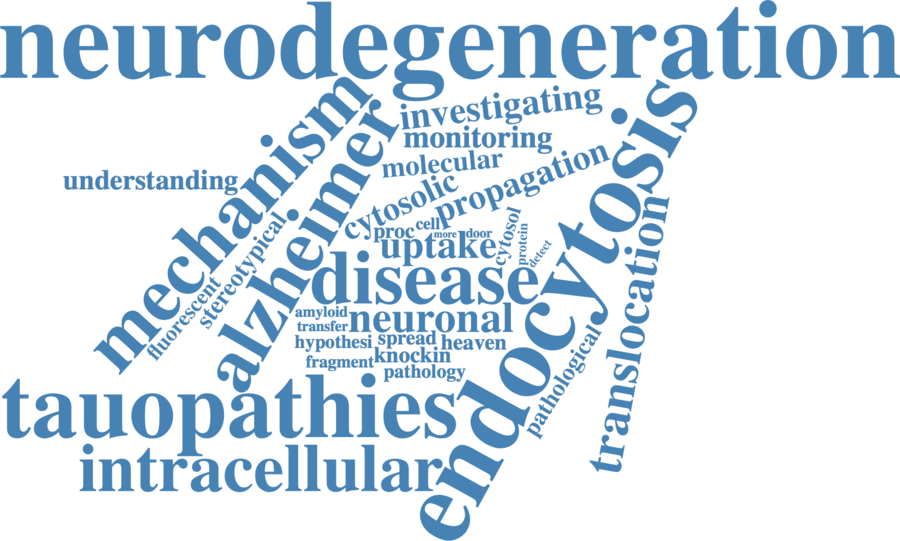 neurodegeneration
mechanism
alzheimer
investigating
monitoring
molecular
cytosolic
propagation
understanding
proc
cell
more
door
cytosol
protein
detect
uptake
stereotypical
fluorescent
disease
endocytosis
translocation
amyloid
transfer
neuronal
hypothesi
spread
heaven
fragment
knockin
pathology
pathological
tauopathies
intracellular